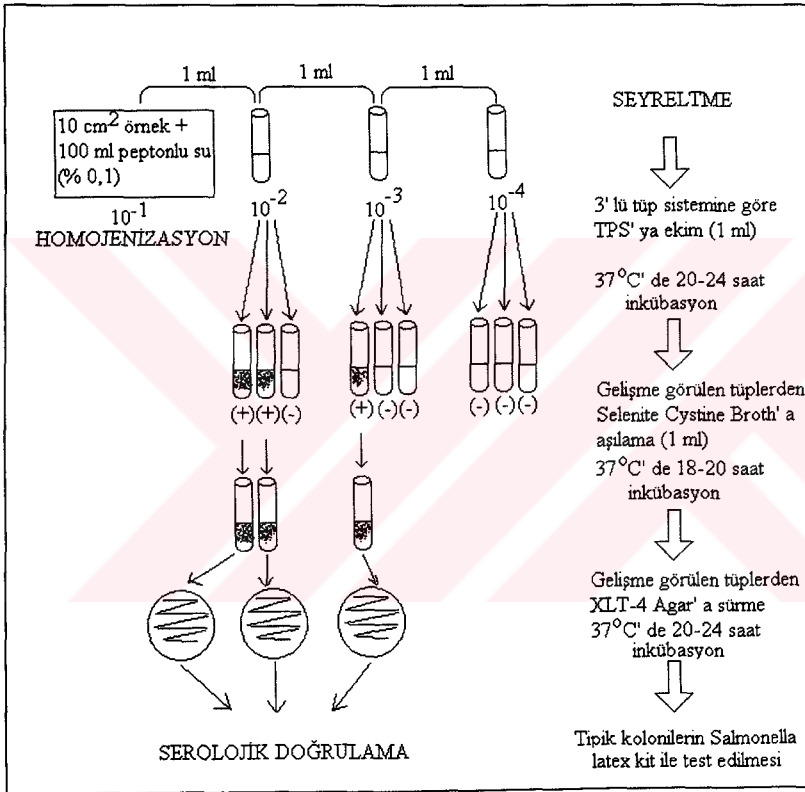 1 ml
1 ml
1 ml
10 cm² örnek +
100 ml peptonlu su
(% 0,1)
10⁻¹
HOMOJENİZASYON
10⁻²
10⁻³
10⁻⁴
(+) (+) (-)
(+) (-) (-)
(-) (-) (-)
SEROLOJİK DOĞRULAMA
SEYRELTME
3' lü tüp sistemine göre
TPS' ya ekim (1 ml)
37°C' de 20-24 saat
inkübasyon
Gelişme görülen tüplerden
Selenite Cystine Broth' a
aşılama (1 ml)
37°C' de 18-20 saat
inkübasyon
Gelişme görülen tüplerden
XLT-4 Agar' a sürme
37°C' de 20-24 saat
inkübasyon
Tipik kolonilerin Salmonella
latex kit ile test edilmesi